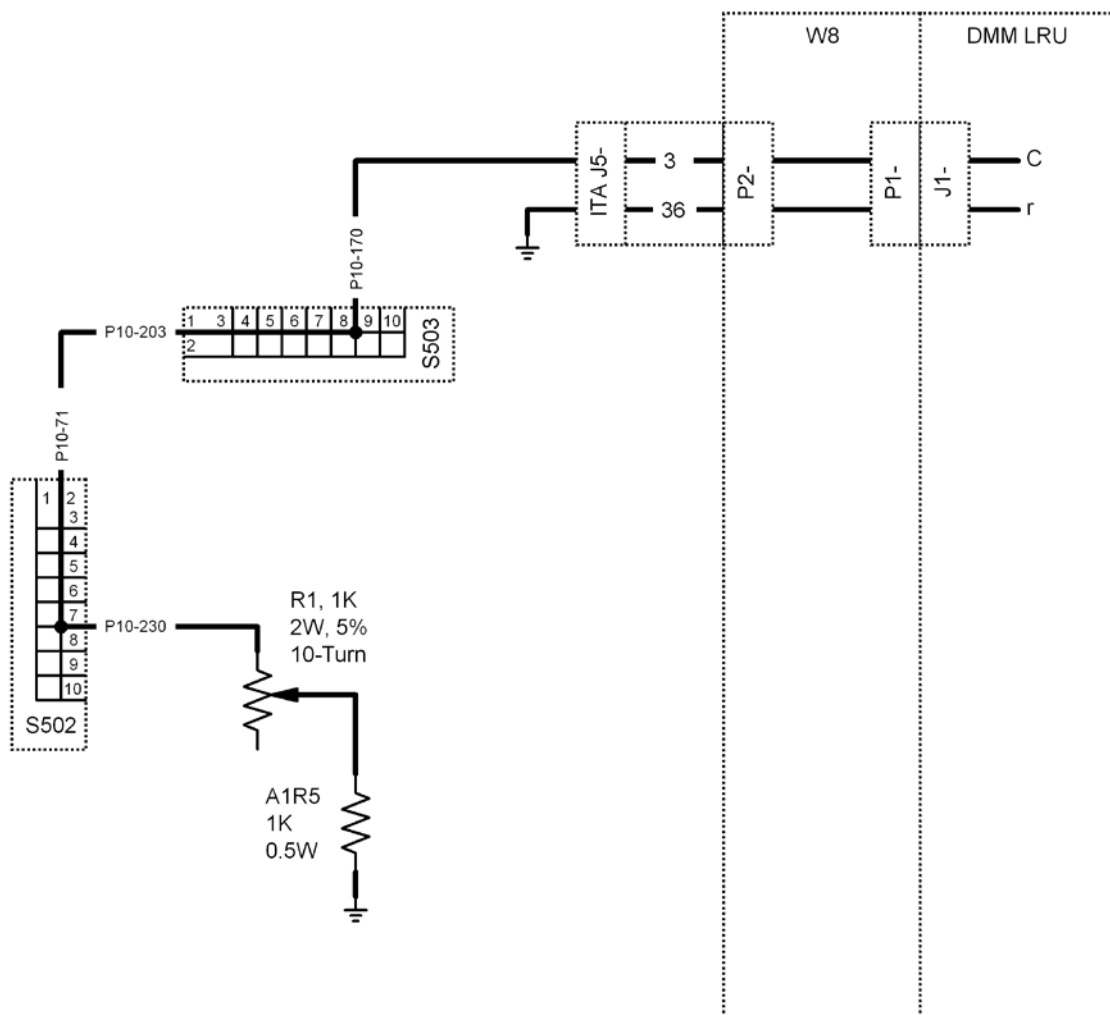 W8
DMM LRU
ITA J5-
3
36
P2-
P1-
J1-
C
r
P10-170
P10-203
1 3 4 5 6 7 8 9 10
2
S503
P10-71
1 2
3
4
5
6
7
8
9
10
S502
P10-230
R1, 1K
2W, 5%
10-Turn
A1R5
1K
0.5W